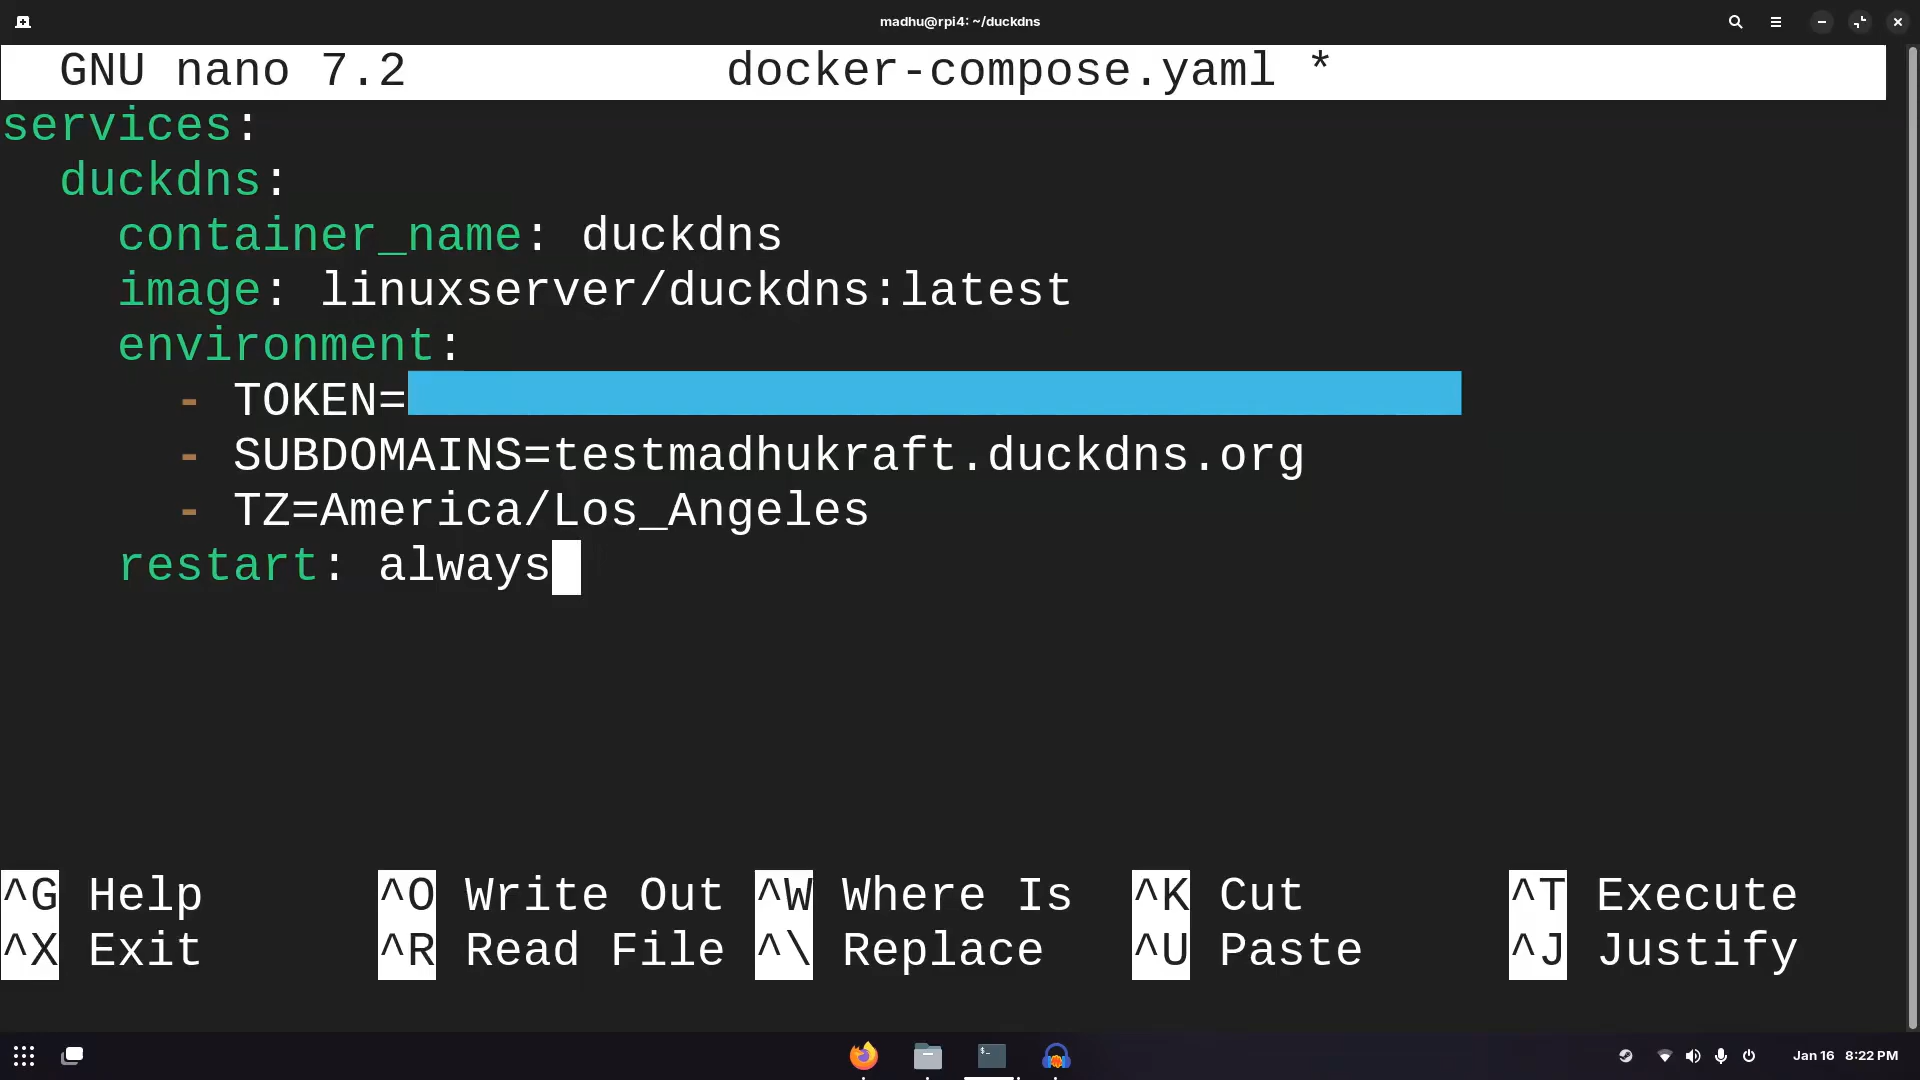 madhu@rpi4: ~/duckdns
GNU nano 7.2 docker-compose.yaml *
services:
  duckdns:
    container_name: duckdns
    image: linuxserver/duckdns:latest
    environment:
      - TOKEN=
      - SUBDOMAINS=testmadhukraft.duckdns.org
      - TZ=America/Los_Angeles
    restart: always
^G Help ^O Write Out ^W Where Is ^K Cut ^T Execute
^X Exit ^R Read File ^\ Replace ^U Paste ^J Justify
Jan 16 8:22 PM